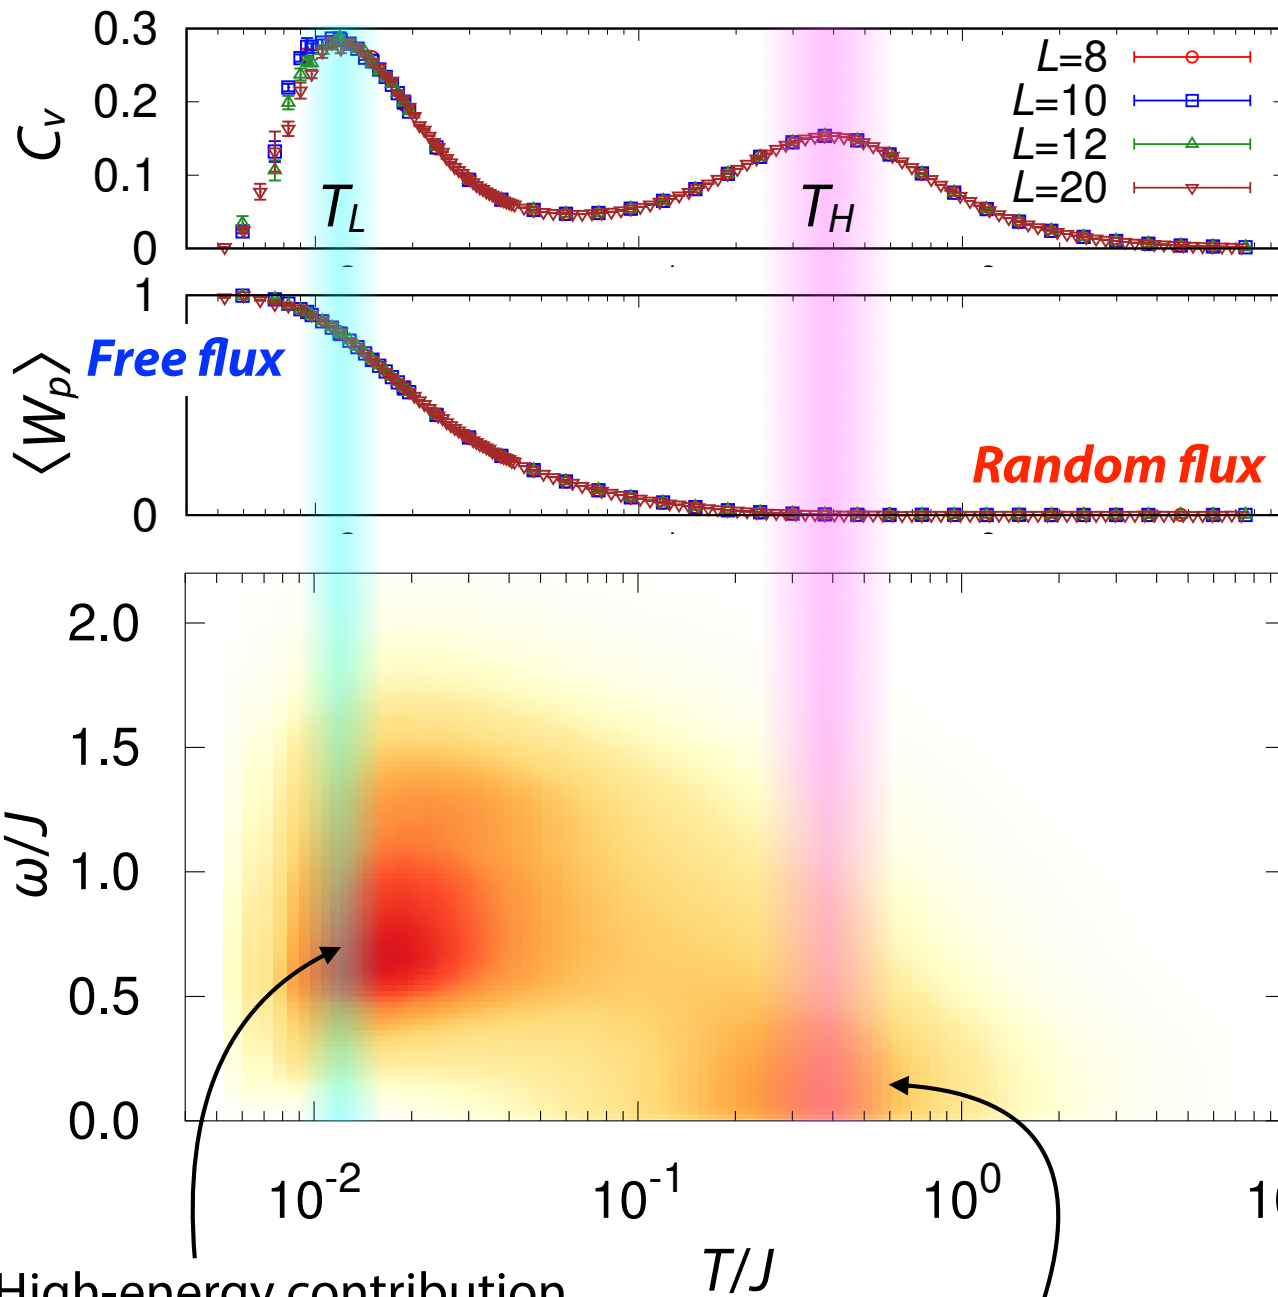 0.3
0.2
0.1
0
C_v
L=8
L=10
L=12
L=20
T_L
T_H
1
0
⟨W_p⟩
Free flux
Random flux
2.0
1.5
1.0
0.5
0.0
ω/J
10^-2
10^-1
10^0
T/J
High-energy contribution